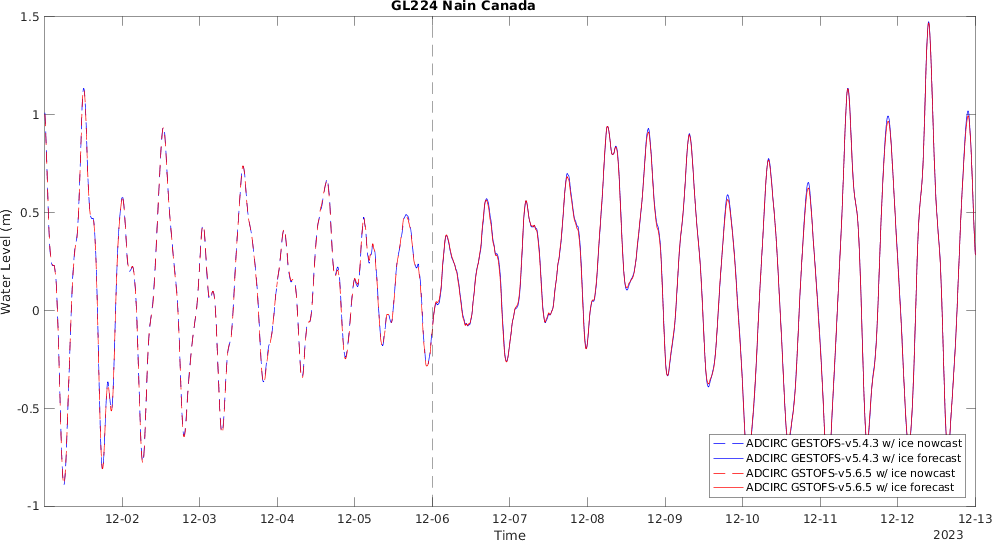 GL224 Nain Canada
1.5
1
0.5
0
-0.5
-1
Water Level (m)
ADCIRC GESTOFS-v5.4.3 w/ ice nowcast
ADCIRC GESTOFS-v5.4.3 w/ ice forecast
ADCIRC GSTOFS-v5.6.5 w/ ice nowcast
ADCIRC GSTOFS-v5.6.5 w/ ice forecast
12-02 12-03 12-04 12-05 12-06 12-07 12-08 12-09 12-10 12-11 12-12 12-13
Time
2023